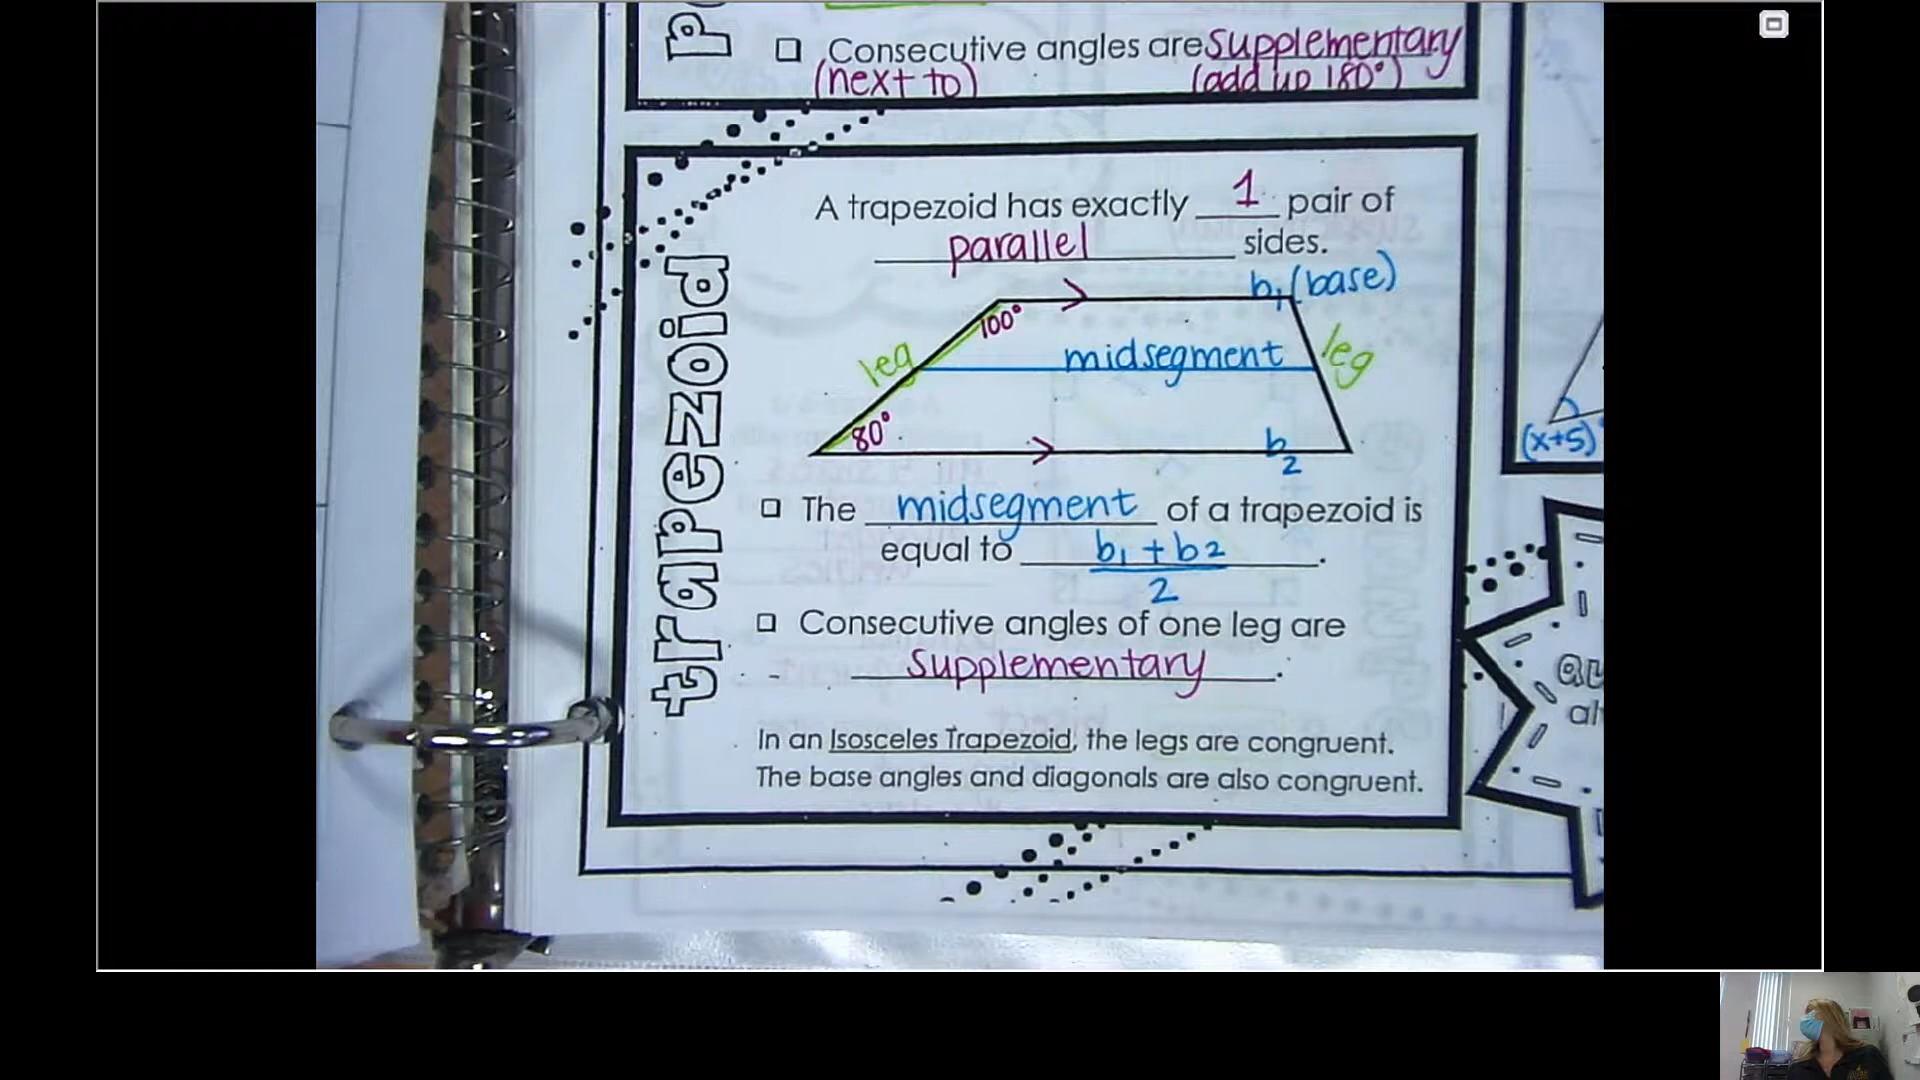 Consecutive angles are supplementary
(next to) (add up 180°)
trapezoid
A trapezoid has exactly 1 pair of
parallel sides.
b1 (base)
100°
leg midsegment leg
80°
b2
(x+5)°
The midsegment of a trapezoid is
equal to b1 + b2
2
Consecutive angles of one leg are
supplementary.
In an Isosceles Trapezoid, the legs are congruent.
The base angles and diagonals are also congruent.